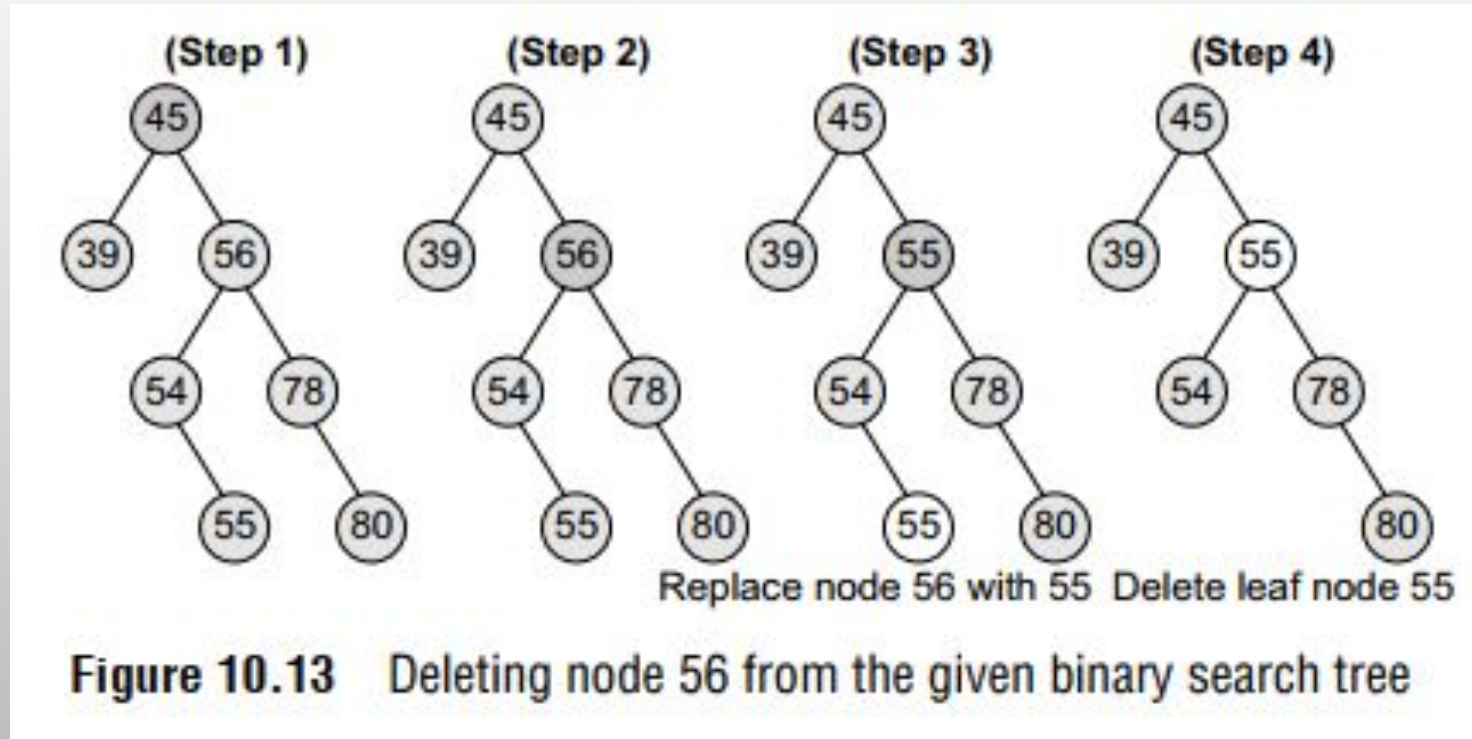 (Step 1) (Step 2) (Step 3) (Step 4)
45 45 45 45
39 56 39 56 39 55 39 55
54 78 54 78 54 78 54 78
55 80 55 80 55 80 80
Replace node 56 with 55 Delete leaf node 55
Figure 10.13 Deleting node 56 from the given binary search tree